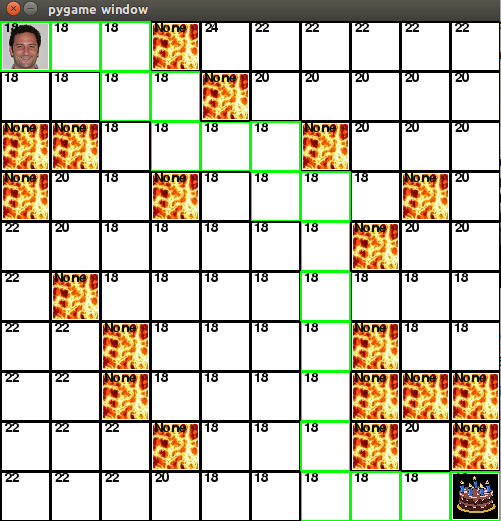 pygame window
18 18 18 None 24 22 22 22 22 22
18 18 18 18 None 20 20 20 20 20
None None 18 18 18 18 None 20 20 20
None 20 18 None 18 18 18 18 None 20
22 20 18 18 18 18 18 None 20 20
22 None 18 18 18 18 18 18 18 18
22 22 None 18 18 18 18 None 18 18
22 22 None 18 18 18 18 None None None
22 22 22 None 18 18 18 None 20 None
22 22 22 20 18 18 18 18 18